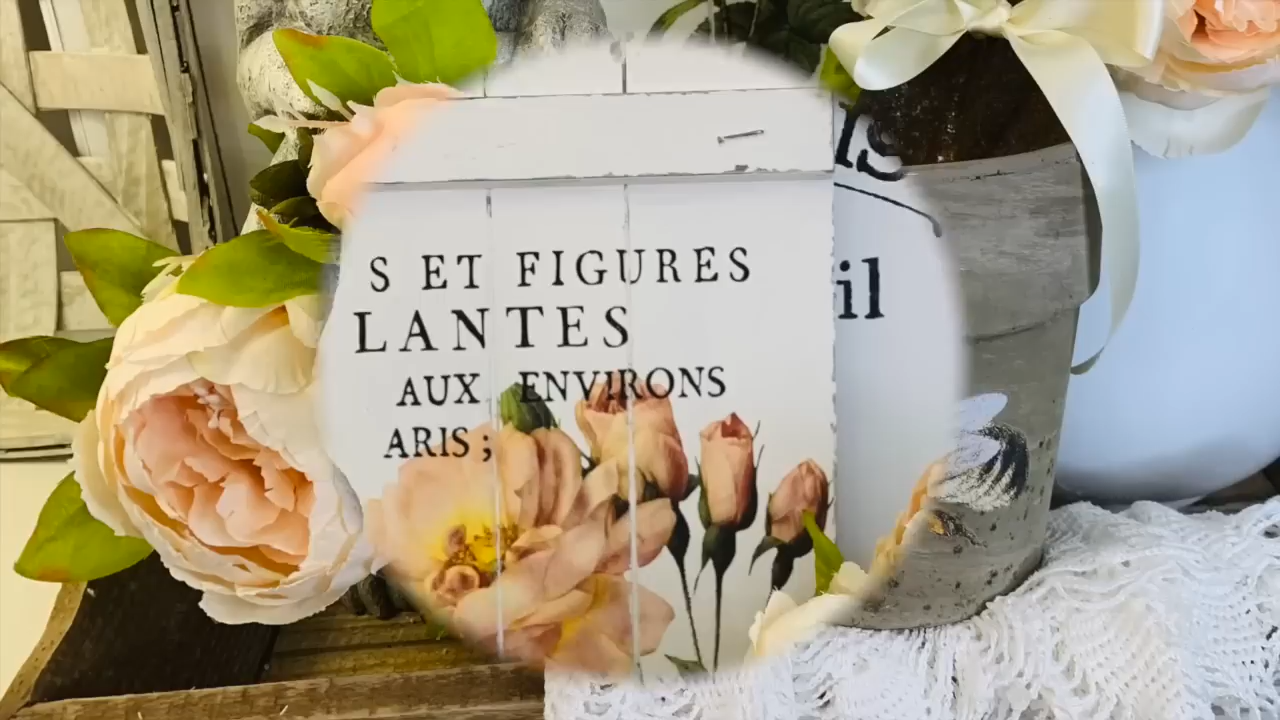 S ET FIGURES
LANTES
AUX ENVIRONS
ARIS;
is
il